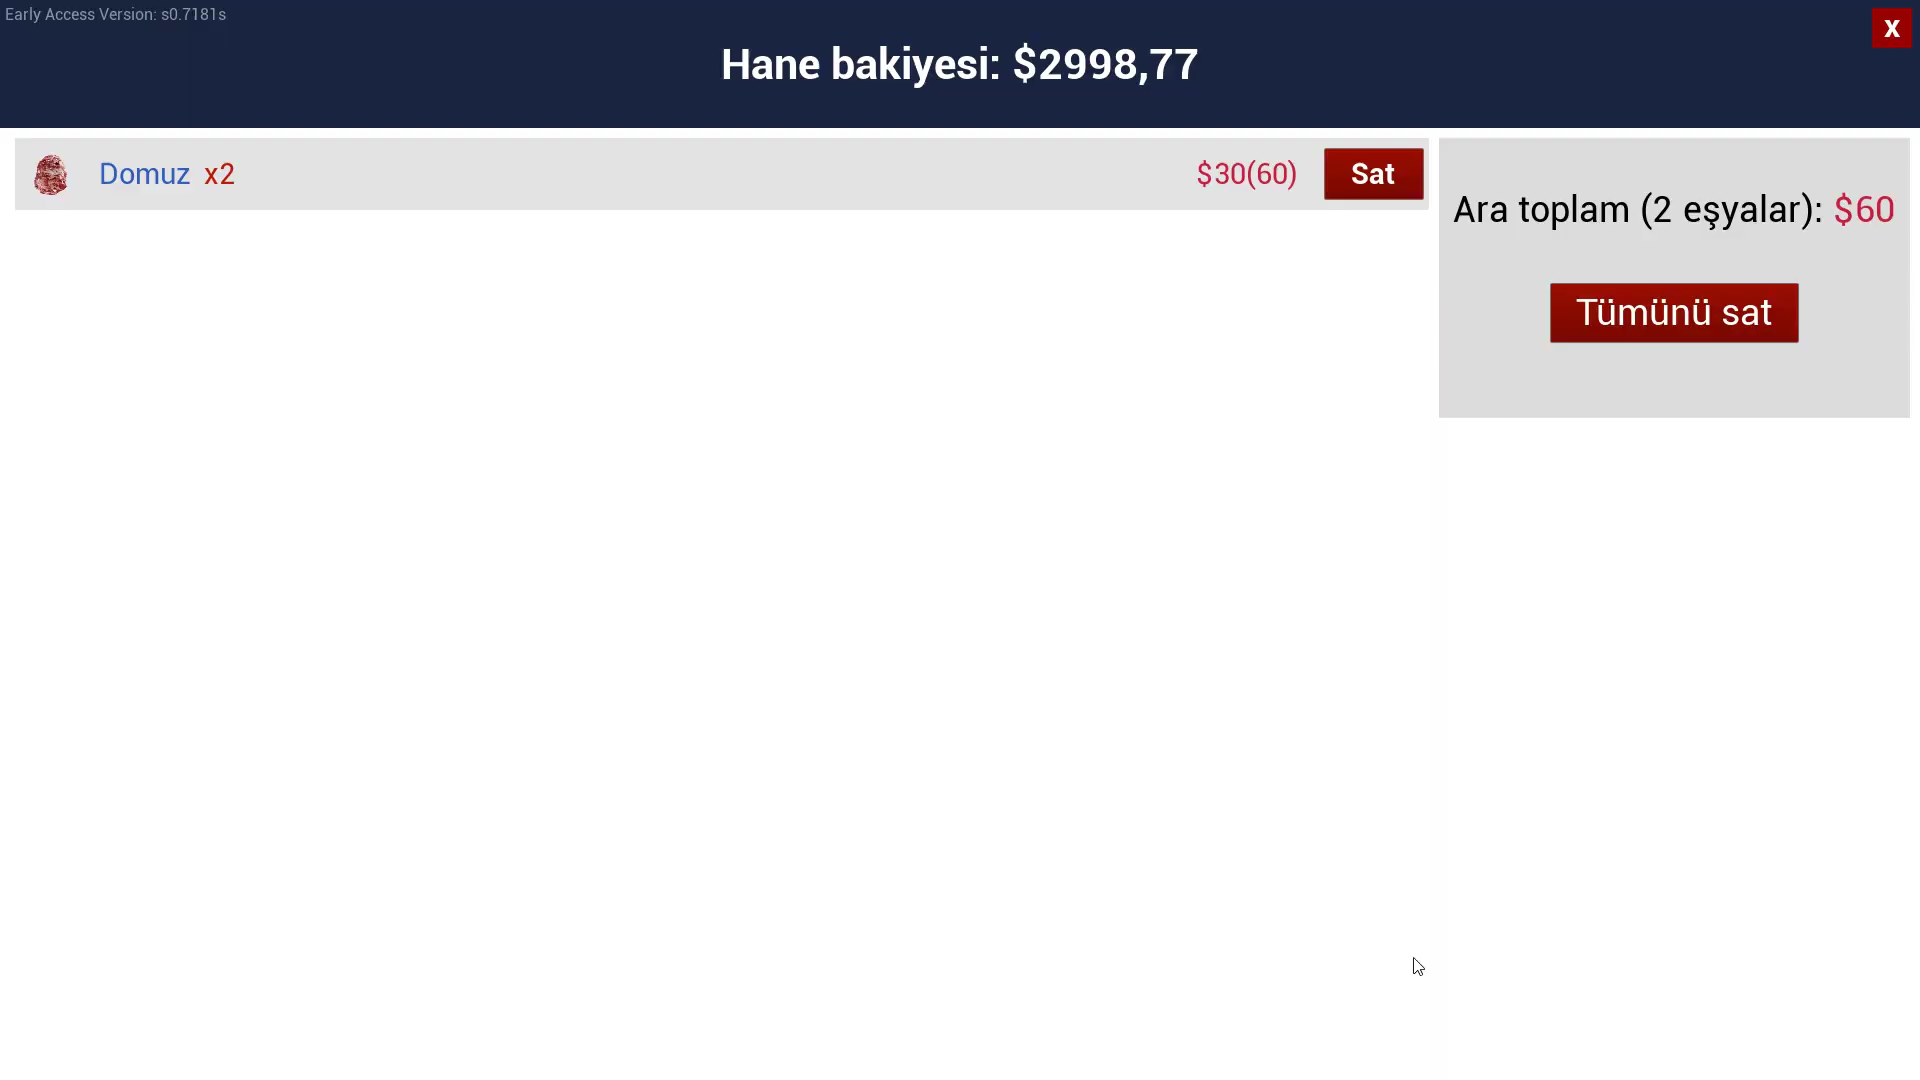 Early Access Version: s0.7181s
X
Hane bakiyesi: $2998,77
Domuz x2 $30(60) Sat
Ara toplam (2 eşyalar): $60
Tümünü sat